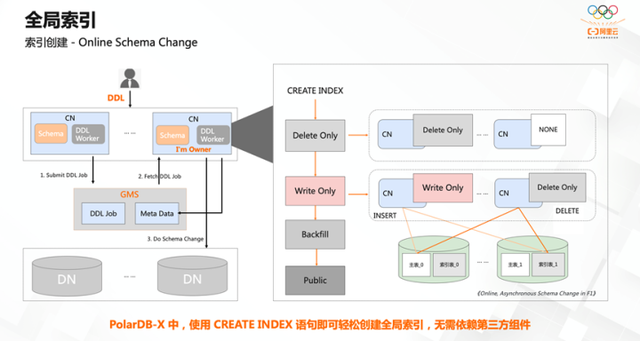 全局索引
索引创建 - Online Schema Change
阿里云
DDL
CN
Schema
DDL Worker
... ...
CN
Schema
DDL Worker
I'm Owner
1. Submit DDL Job
2. Fetch DDL Job
GMS
DDL Job
Meta Data
3. Do Schema Change
DN
... ...
DN
CREATE INDEX
Delete Only
Write Only
Backfill
Public
CN
Delete Only
... ...
CN
NONE
CN
Write Only
... ...
CN
Delete Only
INSERT
DELETE
主表_0
索引表_0
... ...
主表_1
索引表_1
《Online, Asynchronous Schema Change in F1》
PolarDB-X 中，使用 CREATE INDEX 语句即可轻松创建全局索引，无需依赖第三方组件